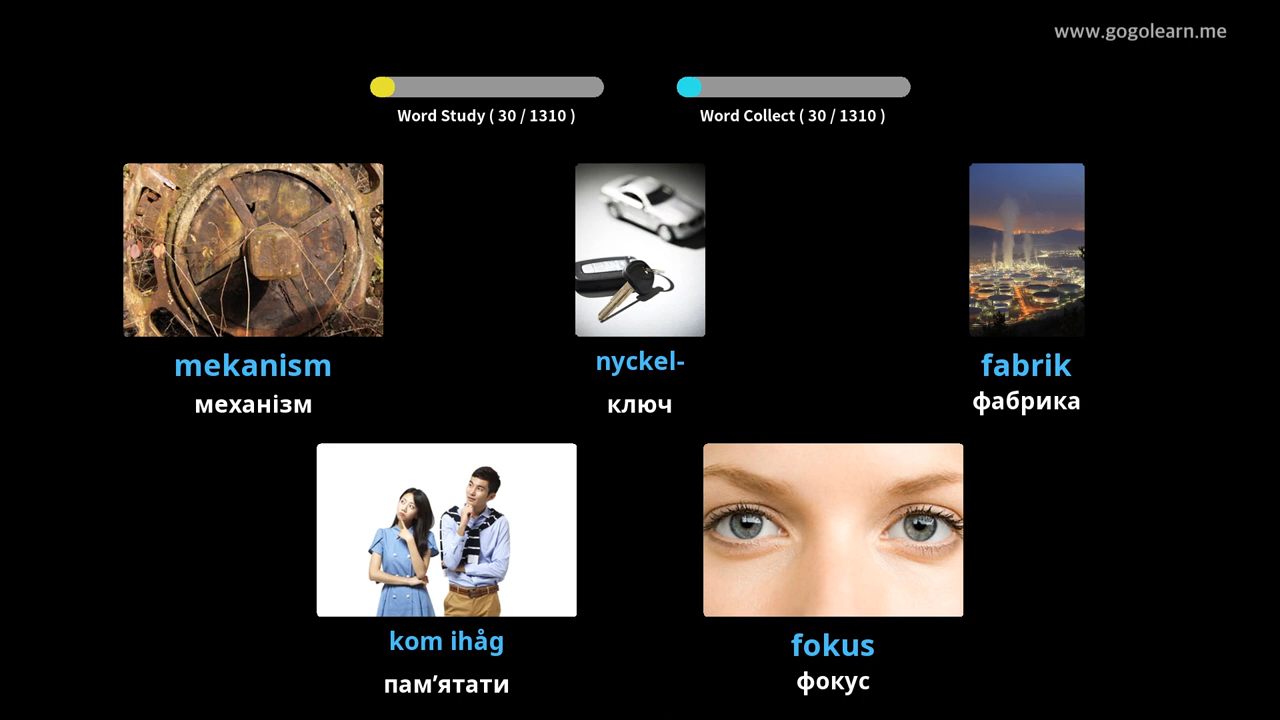 www.gogolearn.me
Word Study ( 30 / 1310 )
Word Collect ( 30 / 1310 )
mekanism
механізм
nyckel-
ключ
fabrik
фабрика
kom ihåg
пам’ятати
fokus
фокус